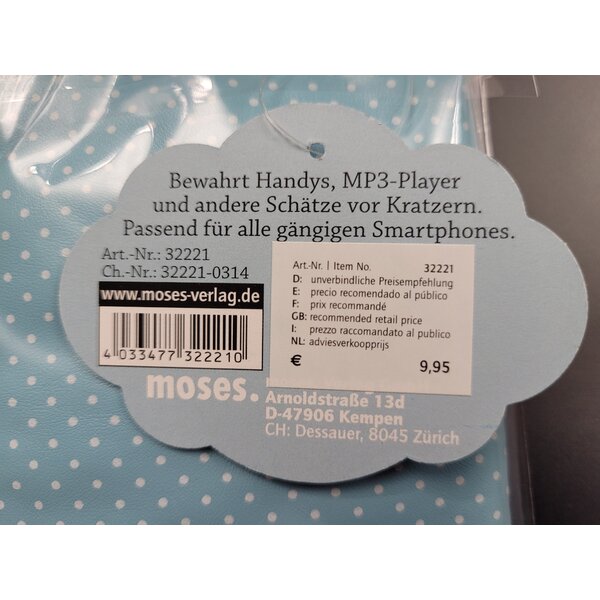 Bewahrt Handys, MP3-Player
und andere Schätze vor Kratzern.
Passend für alle gängigen Smartphones.
Art.-Nr.: 32221
Ch.-Nr.: 32221-0314
www.moses-verlag.de
4 033477 322210
Art.-Nr. | Item No. 32221
D: unverbindliche Preisempfehlung
E: precio recomendado al público
F: prix recommandé
GB: recommended retail price
I: prezzo raccomandato al publico
NL: adviesverkoopprijs
€ 9,95
moses.
Arnoldstraße 13d
D-47906 Kempen
CH: Dessauer, 8045 Zürich